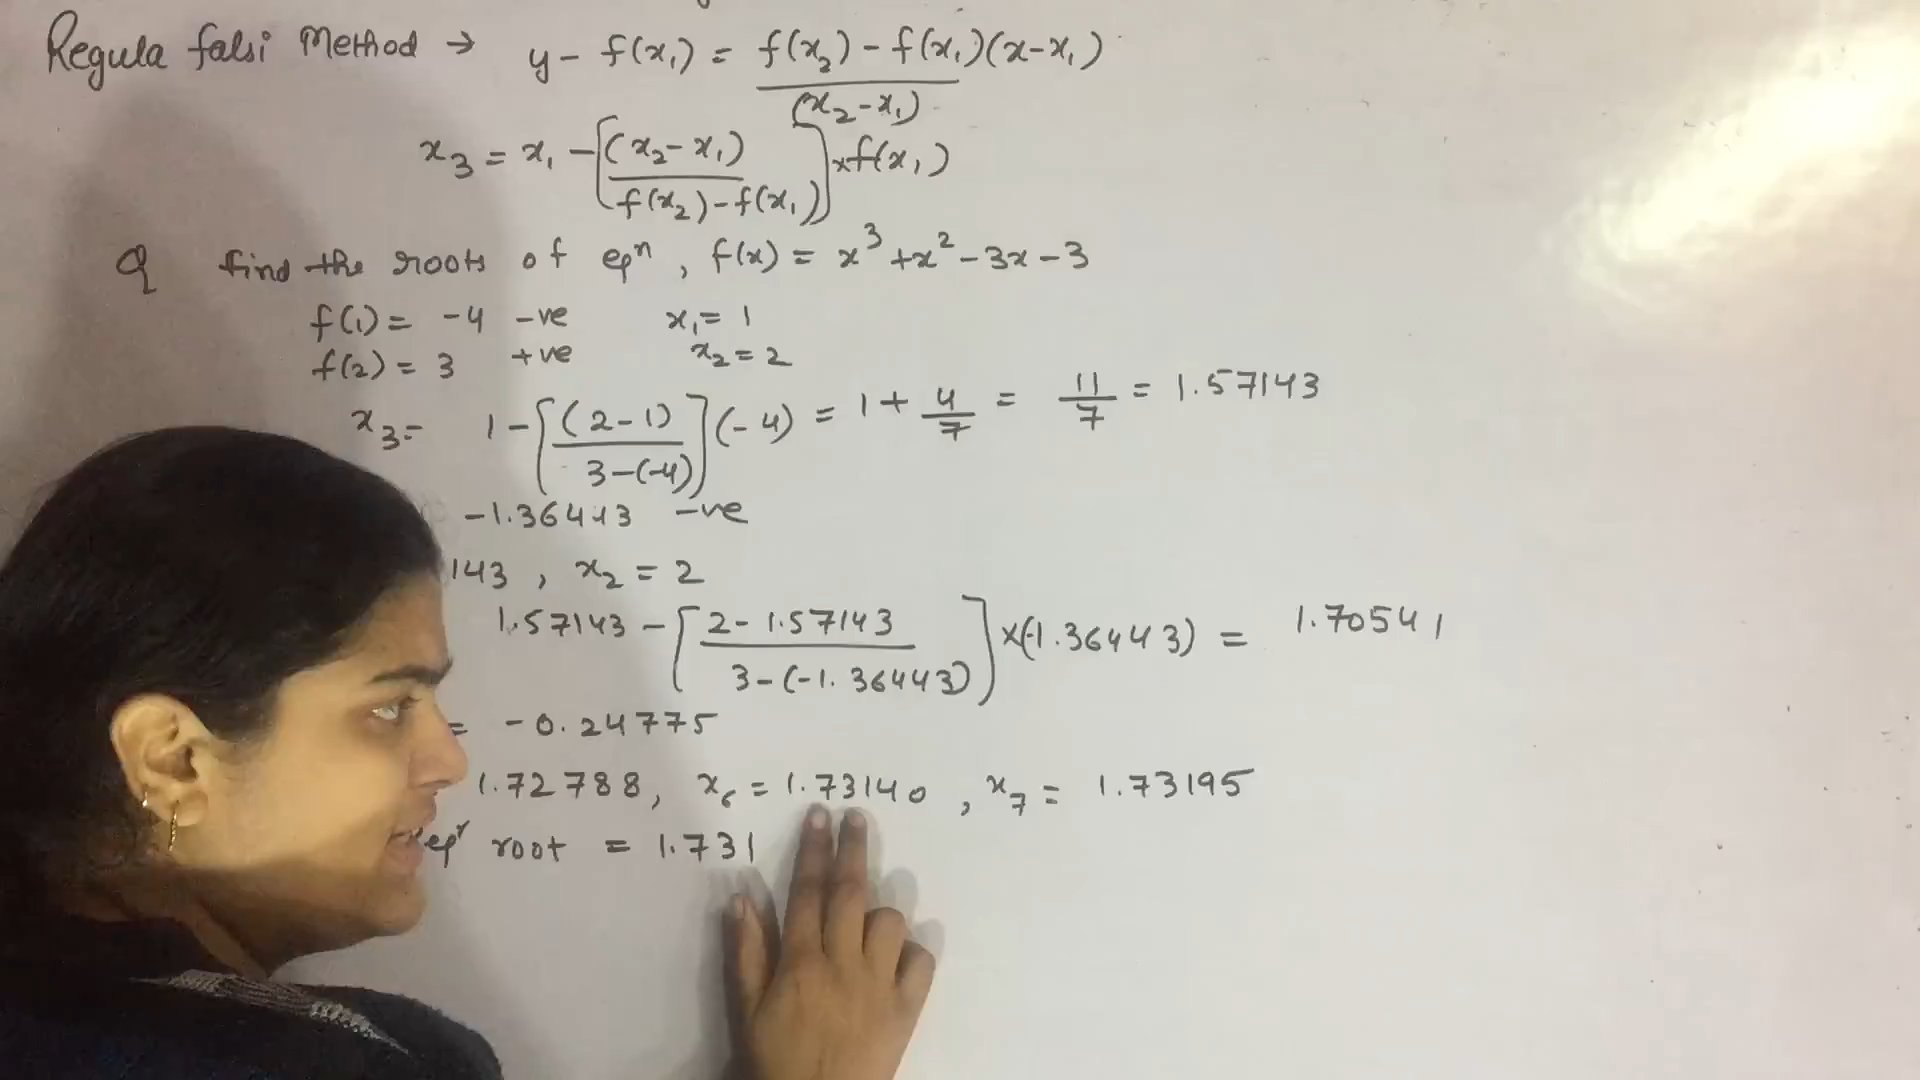 Regula falsi Method → y - f(x₁) = f(x₂) - f(x₁)(x-x₁)
(x₂-x₁)
x₃ = x₁ - [(x₂-x₁) / f(x₂)-f(x₁)] × f(x₁)
Q find the roots of eqⁿ, f(x) = x³+x²-3x-3
f(1) = -4 -ve x₁ = 1
f(2) = 3 +ve x₂ = 2
x₃ = 1 - [(2-1) / 3-(-4)] (-4) = 1 + 4/7 = 11/7 = 1.57143
-1.36443 -ve
143, x₂ = 2
1.57143 - [2-1.57143 / 3-(-1.36443)] ×(-1.36443) = 1.70541
= -0.24775
1.72788, x₆ = 1.73140, x₇ = 1.73195
root = 1.731